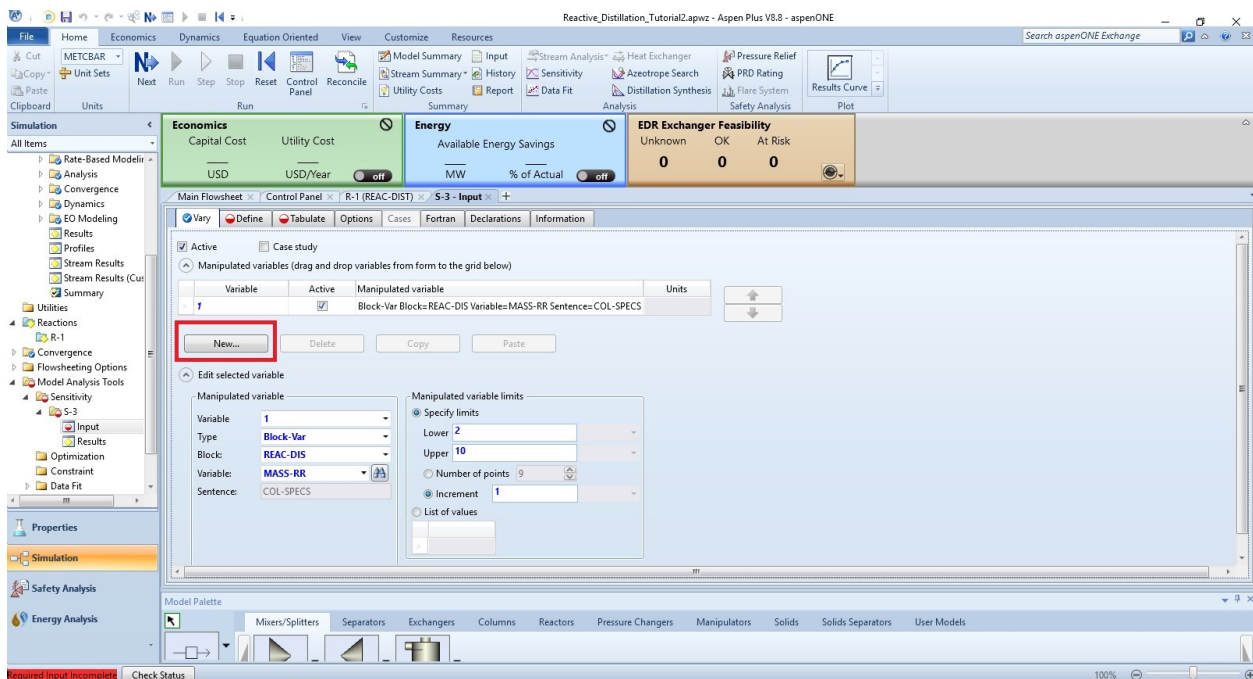 Reactive_Distillation_Tutorial2.apwz - Aspen Plus V8.8 - aspenONE
File Home Economics Dynamics Equation Oriented View Customize Resources Search aspenONE Exchange
Cut METCBAR Model Summary Input Stream Analysis Heat Exchanger Pressure Relief
Copy Unit Sets Next Run Step Stop Reset Control Panel Reconcile Stream Summary History Sensitivity Azeotrope Search PRD Rating Results Curve
Paste Utility Costs Report Data Fit Distillation Synthesis Flare System
Clipboard Units Run Summary Analysis Safety Analysis Plot
Simulation
All Items
Rate-Based Modelir
Analysis
Convergence
Dynamics
EO Modeling
Results
Profiles
Stream Results
Stream Results (Cus
Summary
Utilities
Reactions
R-1
Convergence
Flowsheeting Options
Model Analysis Tools
Sensitivity
S-3
Input
Results
Optimization
Constraint
Data Fit
Properties
Simulation
Safety Analysis
Energy Analysis
Economics
Capital Cost Utility Cost
USD USD/Year off
Energy
Available Energy Savings
MW % of Actual off
EDR Exchanger Feasibility
Unknown OK At Risk
0 0 0
Main Flowsheet Control Panel R-1 (REAC-DIST) S-3 - Input +
Vary Define Tabulate Options Cases Fortran Declarations Information
Active Case study
Manipulated variables (drag and drop variables from form to the grid below)
Variable Active Manipulated variable Units
1 Block-Var Block=REAC-DIS Variable=MASS-RR Sentence=COL-SPECS
New... Delete Copy Paste
Edit selected variable
Manipulated variable
Variable 1
Type Block-Var
Block: REAC-DIS
Variable: MASS-RR
Sentence: COL-SPECS
Manipulated variable limits
Specify limits
Lower 2
Upper 10
Number of points 9
Increment 1
List of values
Model Palette
Mixers/Splitters Separators Exchangers Columns Reactors Pressure Changers Manipulators Solids Solids Separators User Models
Required Input Incomplete Check Status 100%